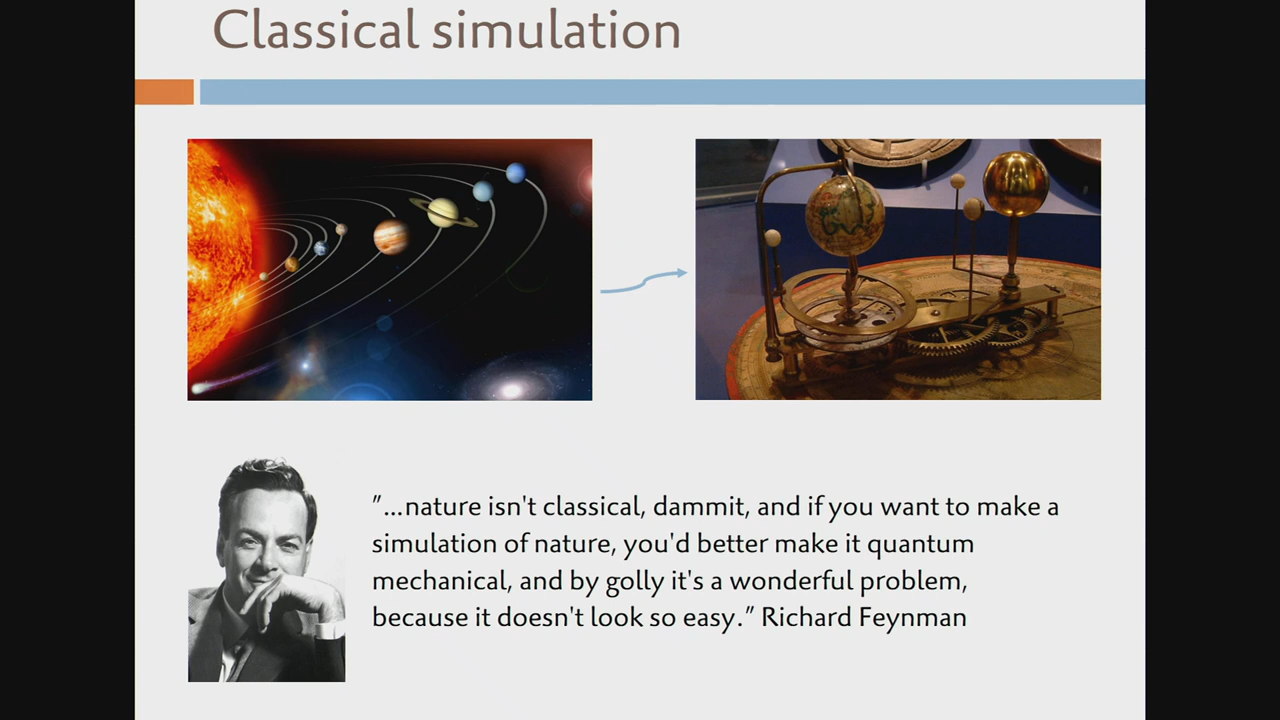 Classical simulation
"...nature isn't classical, dammit, and if you want to make a
simulation of nature, you'd better make it quantum
mechanical, and by golly it's a wonderful problem,
because it doesn't look so easy." Richard Feynman